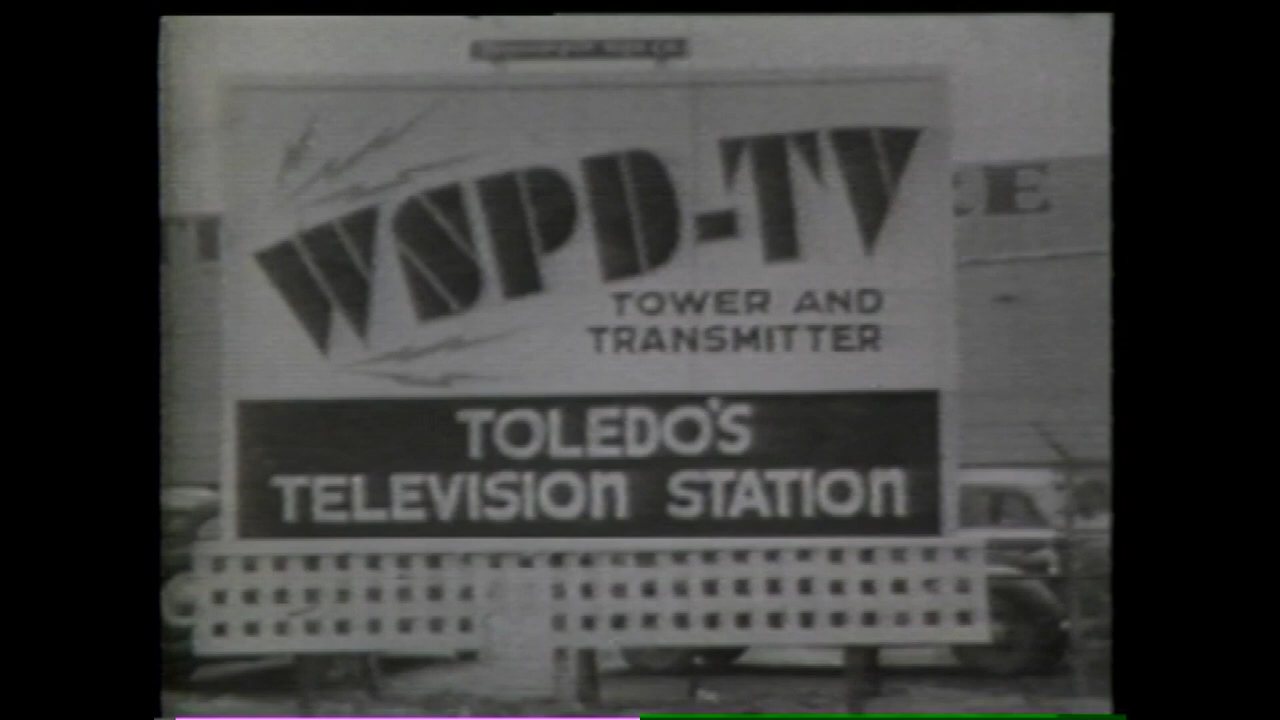 WSPD-TV
TOWER AND
TRANSMITTER
TOLEDO'S
TELEVISION STATION